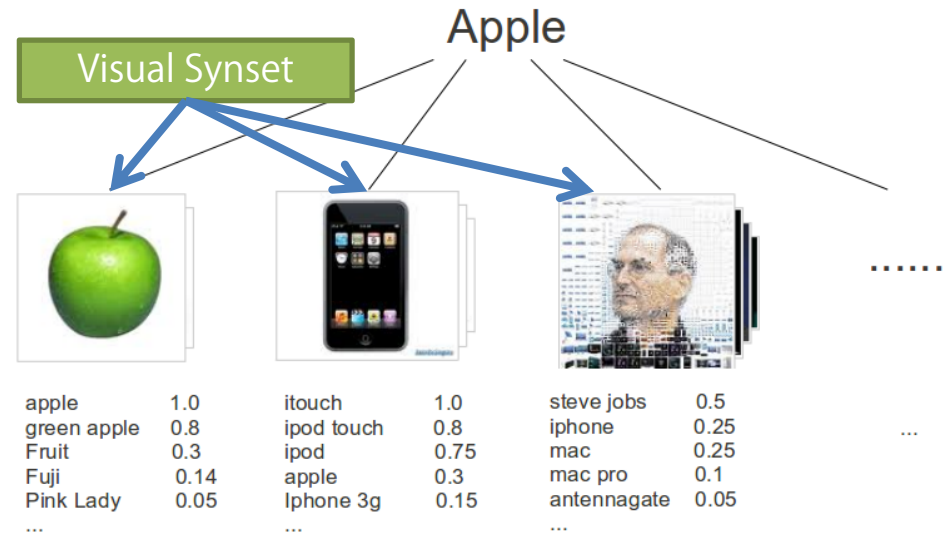 Apple
Visual Synset
......
apple 1.0
green apple 0.8
Fruit 0.3
Fuji 0.14
Pink Lady 0.05
...
itouch 1.0
ipod touch 0.8
ipod 0.75
apple 0.3
Iphone 3g 0.15
...
steve jobs 0.5
iphone 0.25
mac 0.25
mac pro 0.1
antennagate 0.05
...
...